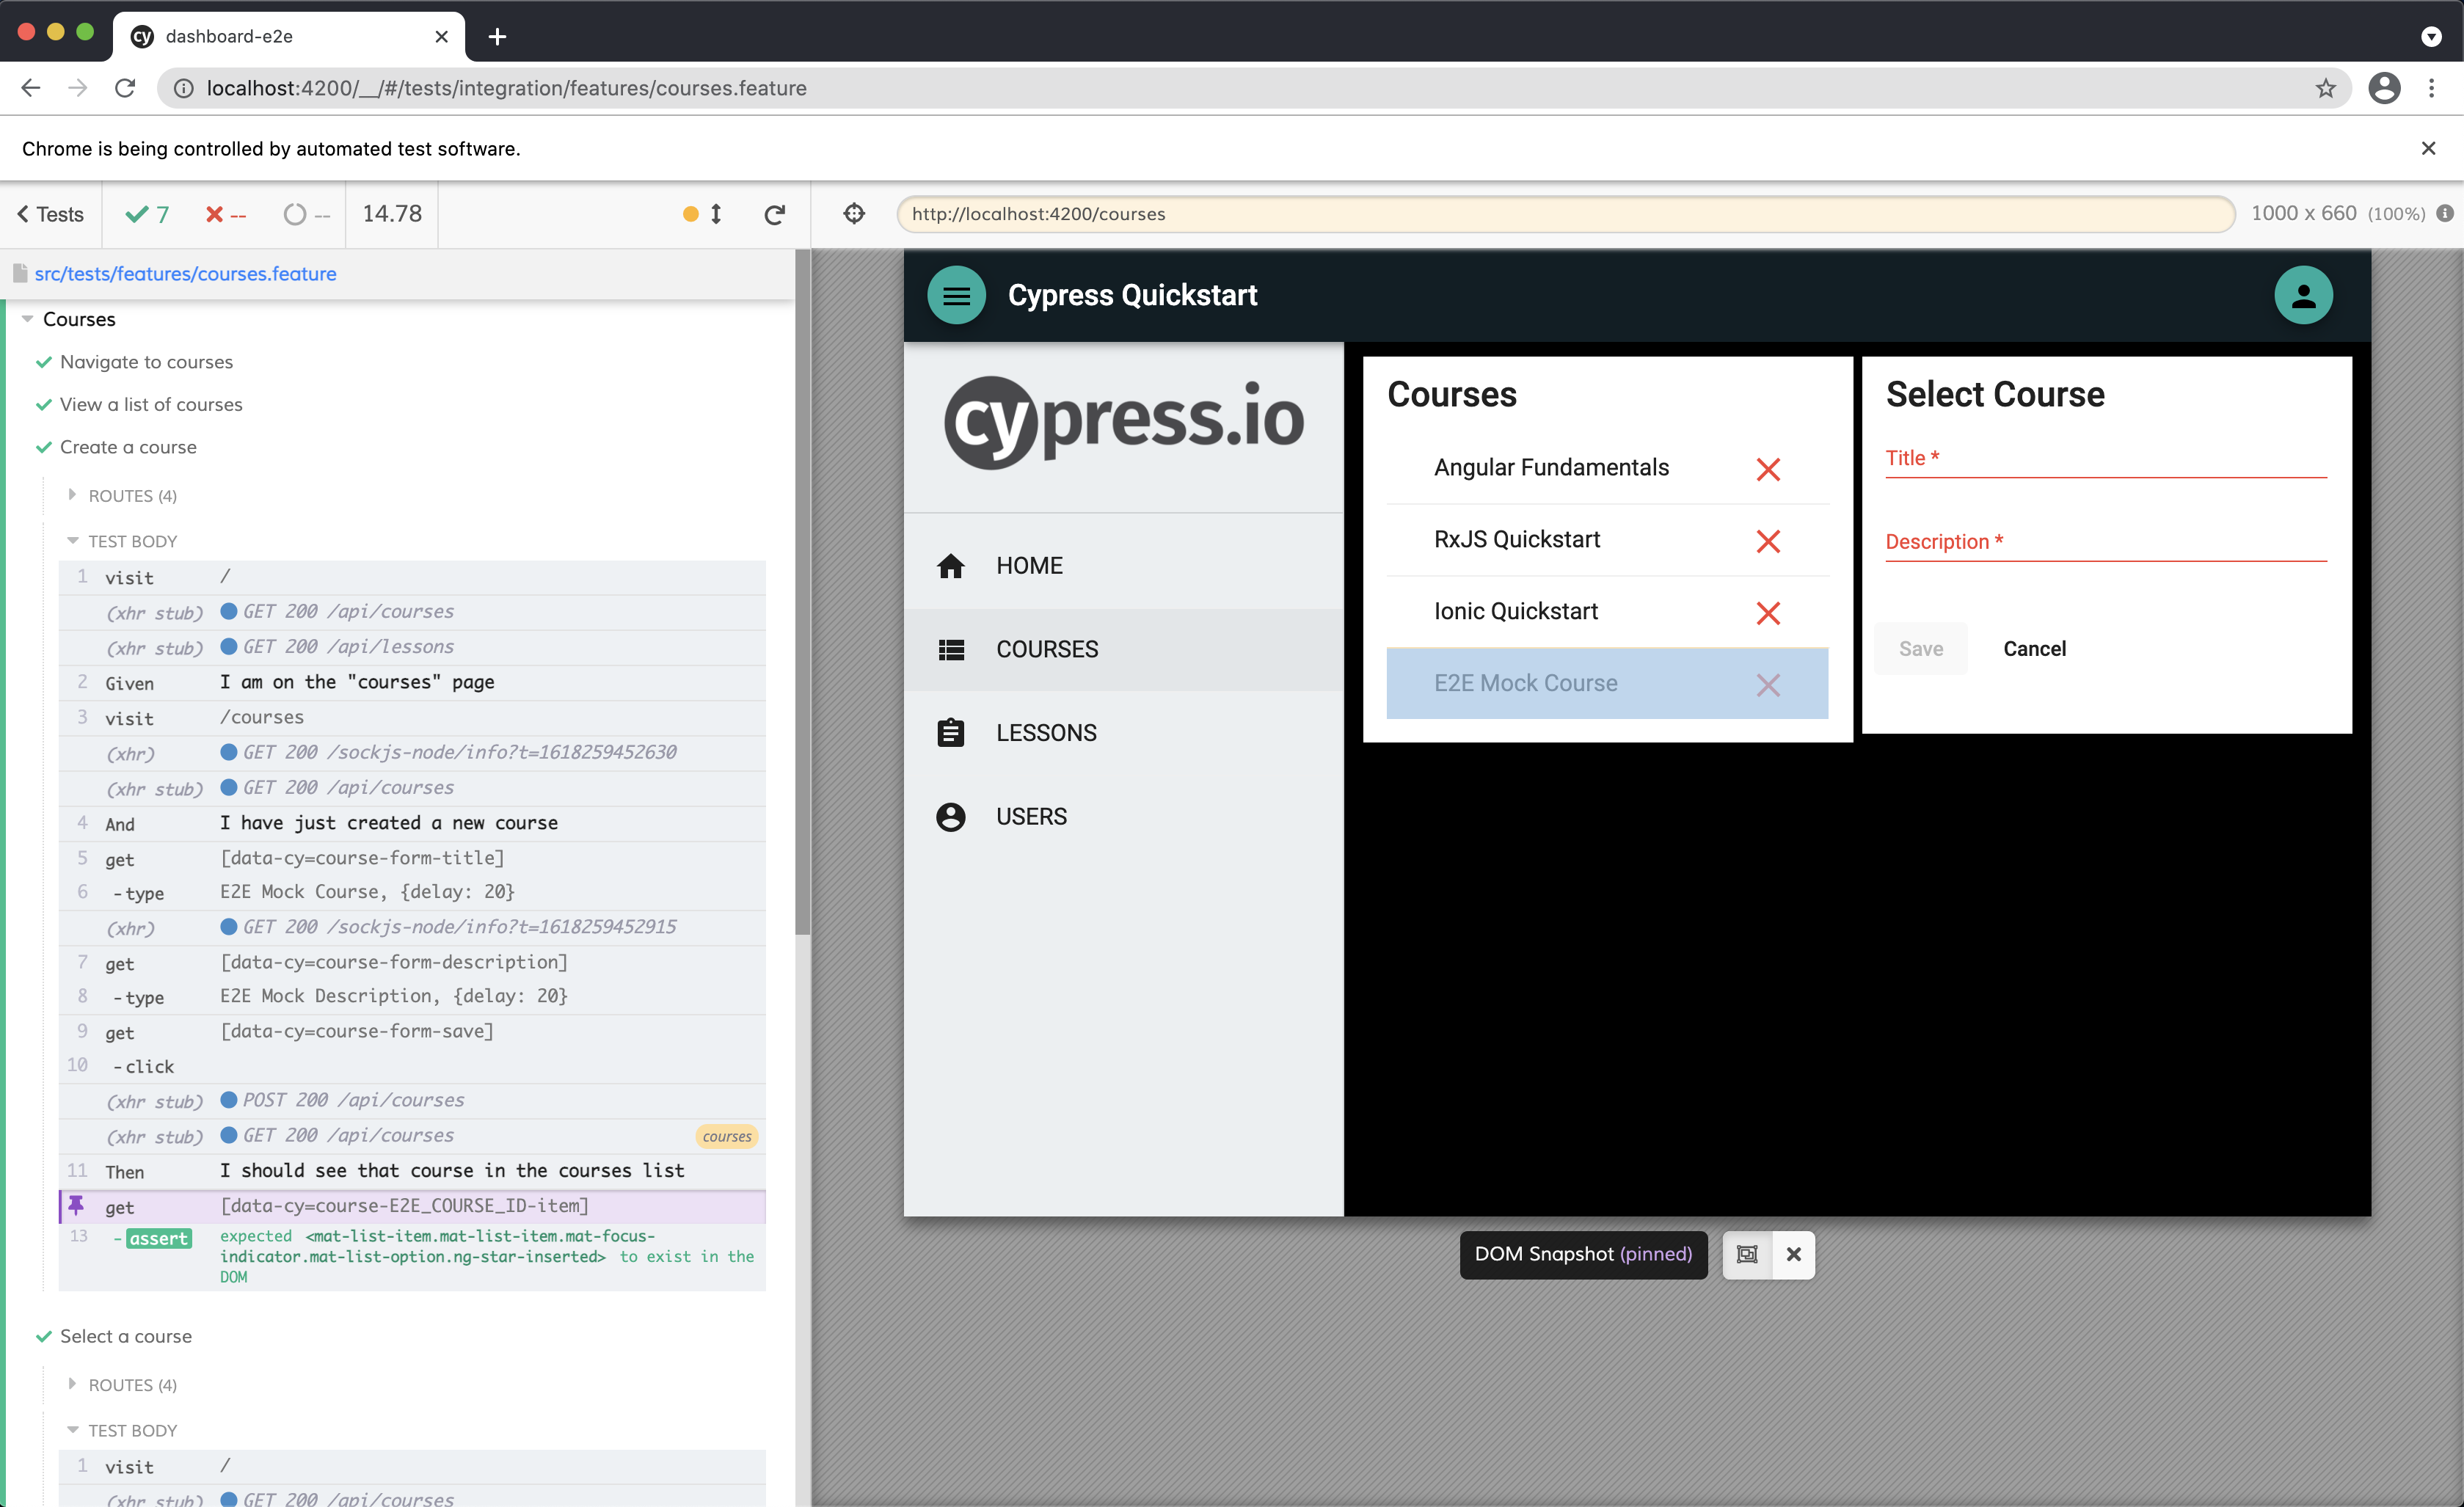 cy dashboard-e2e
localhost:4200/__/#/tests/integration/features/courses.feature
Chrome is being controlled by automated test software.
Tests 7 -- -- 14.78
http://localhost:4200/courses 1000 x 660 (100%)
src/tests/features/courses.feature
Courses
Navigate to courses
View a list of courses
Create a course
ROUTES (4)
TEST BODY
1 visit /
(xhr stub) GET 200 /api/courses
(xhr stub) GET 200 /api/lessons
2 Given I am on the "courses" page
3 visit /courses
(xhr) GET 200 /sockjs-node/info?t=1618259452630
(xhr stub) GET 200 /api/courses
4 And I have just created a new course
5 get [data-cy=course-form-title]
6 -type E2E Mock Course, {delay: 20}
(xhr) GET 200 /sockjs-node/info?t=1618259452915
7 get [data-cy=course-form-description]
8 -type E2E Mock Description, {delay: 20}
9 get [data-cy=course-form-save]
10 -click
(xhr stub) POST 200 /api/courses
(xhr stub) GET 200 /api/courses courses
11 Then I should see that course in the courses list
get [data-cy=course-E2E_COURSE_ID-item]
13 -assert expected <mat-list-item.mat-list-item.mat-focus-
indicator.mat-list-option.ng-star-inserted> to exist in the
DOM
Select a course
ROUTES (4)
TEST BODY
1 visit /
(xhr stub) GET 200 /api/courses
Cypress Quickstart
cypress.io
HOME
COURSES
LESSONS
USERS
Courses
Angular Fundamentals
RxJS Quickstart
Ionic Quickstart
E2E Mock Course
Select Course
Title *
Description *
Save Cancel
DOM Snapshot (pinned)